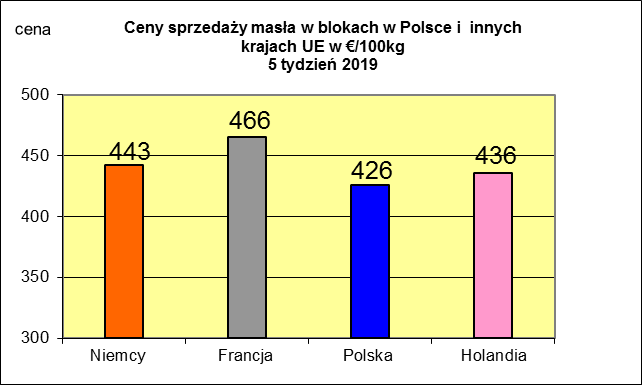 cena
Ceny sprzedaży masła w blokach w Polsce i  innych
krajach UE w €/100kg
5 tydzień 2019
500
450
400
350
300
443
466
426
436
Niemcy
Francja
Polska
Holandia